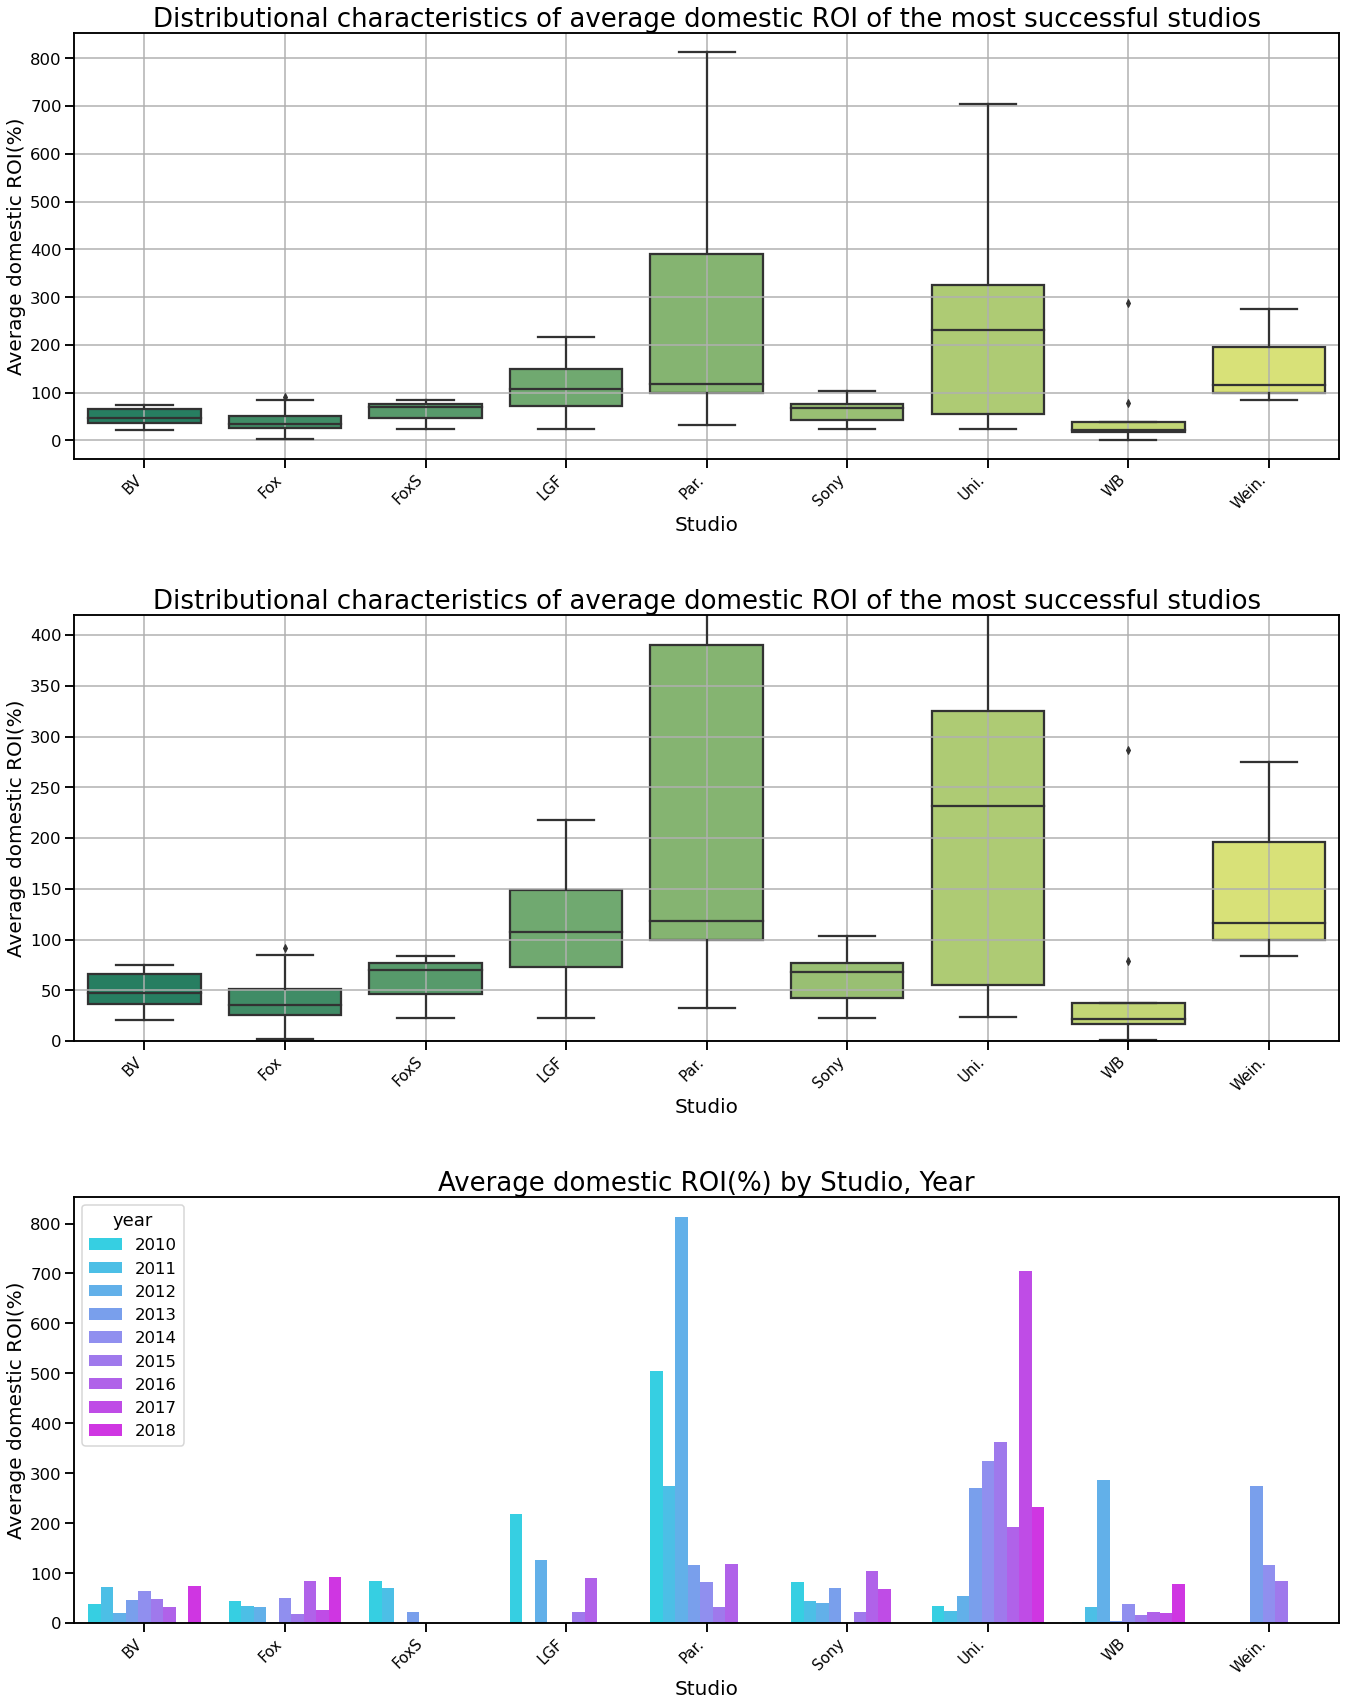 Distributional characteristics of average domestic ROI of the most successful studios
Average domestic ROI(%)
800
700
600
500
400
300
200
100
0
BV
Fox
FoxS
LGF
Par.
Sony
Uni.
WB
Wein.
Studio
Distributional characteristics of average domestic ROI of the most successful studios
Average domestic ROI(%)
400
350
300
250
200
150
100
50
0
BV
Fox
FoxS
LGF
Par.
Sony
Uni.
WB
Wein.
Studio
Average domestic ROI(%) by Studio, Year
Average domestic ROI(%)
800
700
600
500
400
300
200
100
0
year
2010
2011
2012
2013
2014
2015
2016
2017
2018
BV
Fox
FoxS
LGF
Par.
Sony
Uni.
WB
Wein.
Studio